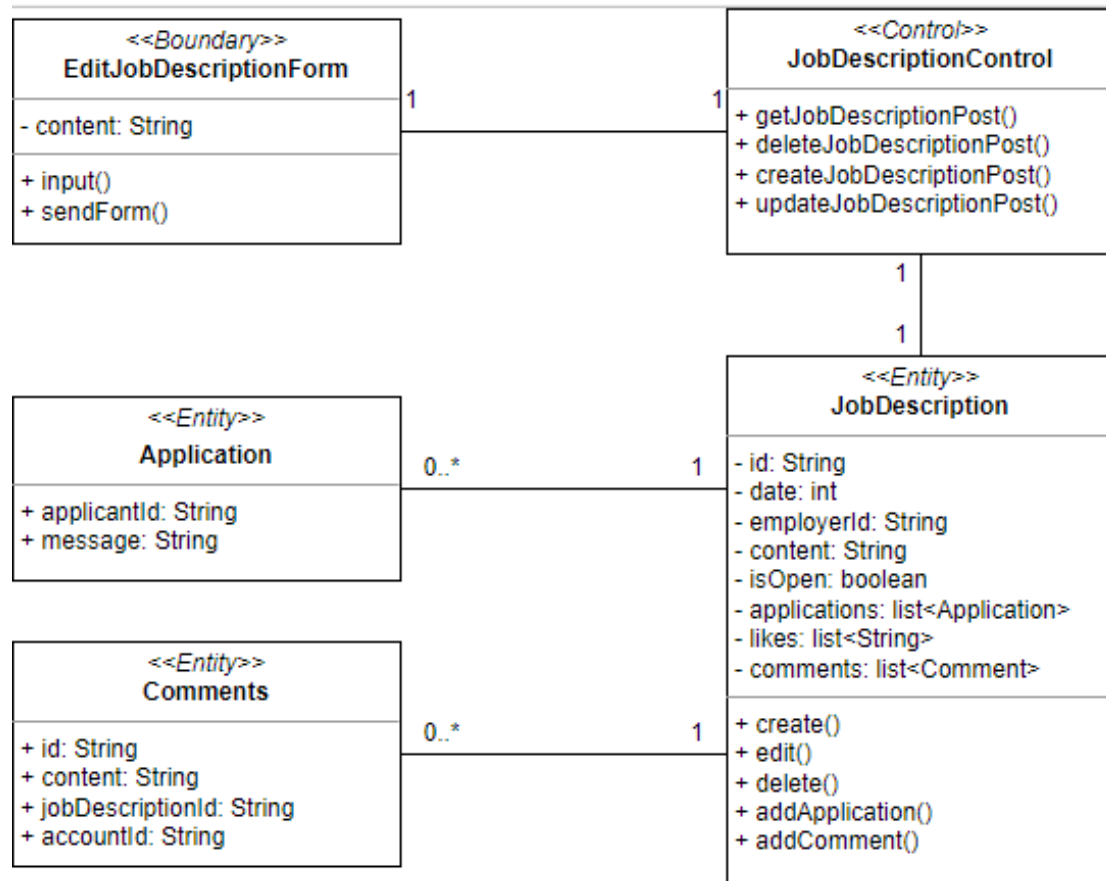 <<Boundary>>
EditJobDescriptionForm
- content: String
+ input()
+ sendForm()
1
1
<<Control>>
JobDescriptionControl
+ getJobDescriptionPost()
+ deleteJobDescriptionPost()
+ createJobDescriptionPost()
+ updateJobDescriptionPost()
1
1
<<Entity>>
Application
+ applicantId: String
+ message: String
0..*
1
<<Entity>>
JobDescription
- id: String
- date: int
- employerId: String
- content: String
- isOpen: boolean
- applications: list<Application>
- likes: list<String>
- comments: list<Comment>
+ create()
+ edit()
+ delete()
+ addApplication()
+ addComment()
<<Entity>>
Comments
+ id: String
+ content: String
+ jobDescriptionId: String
+ accountId: String
0..*
1